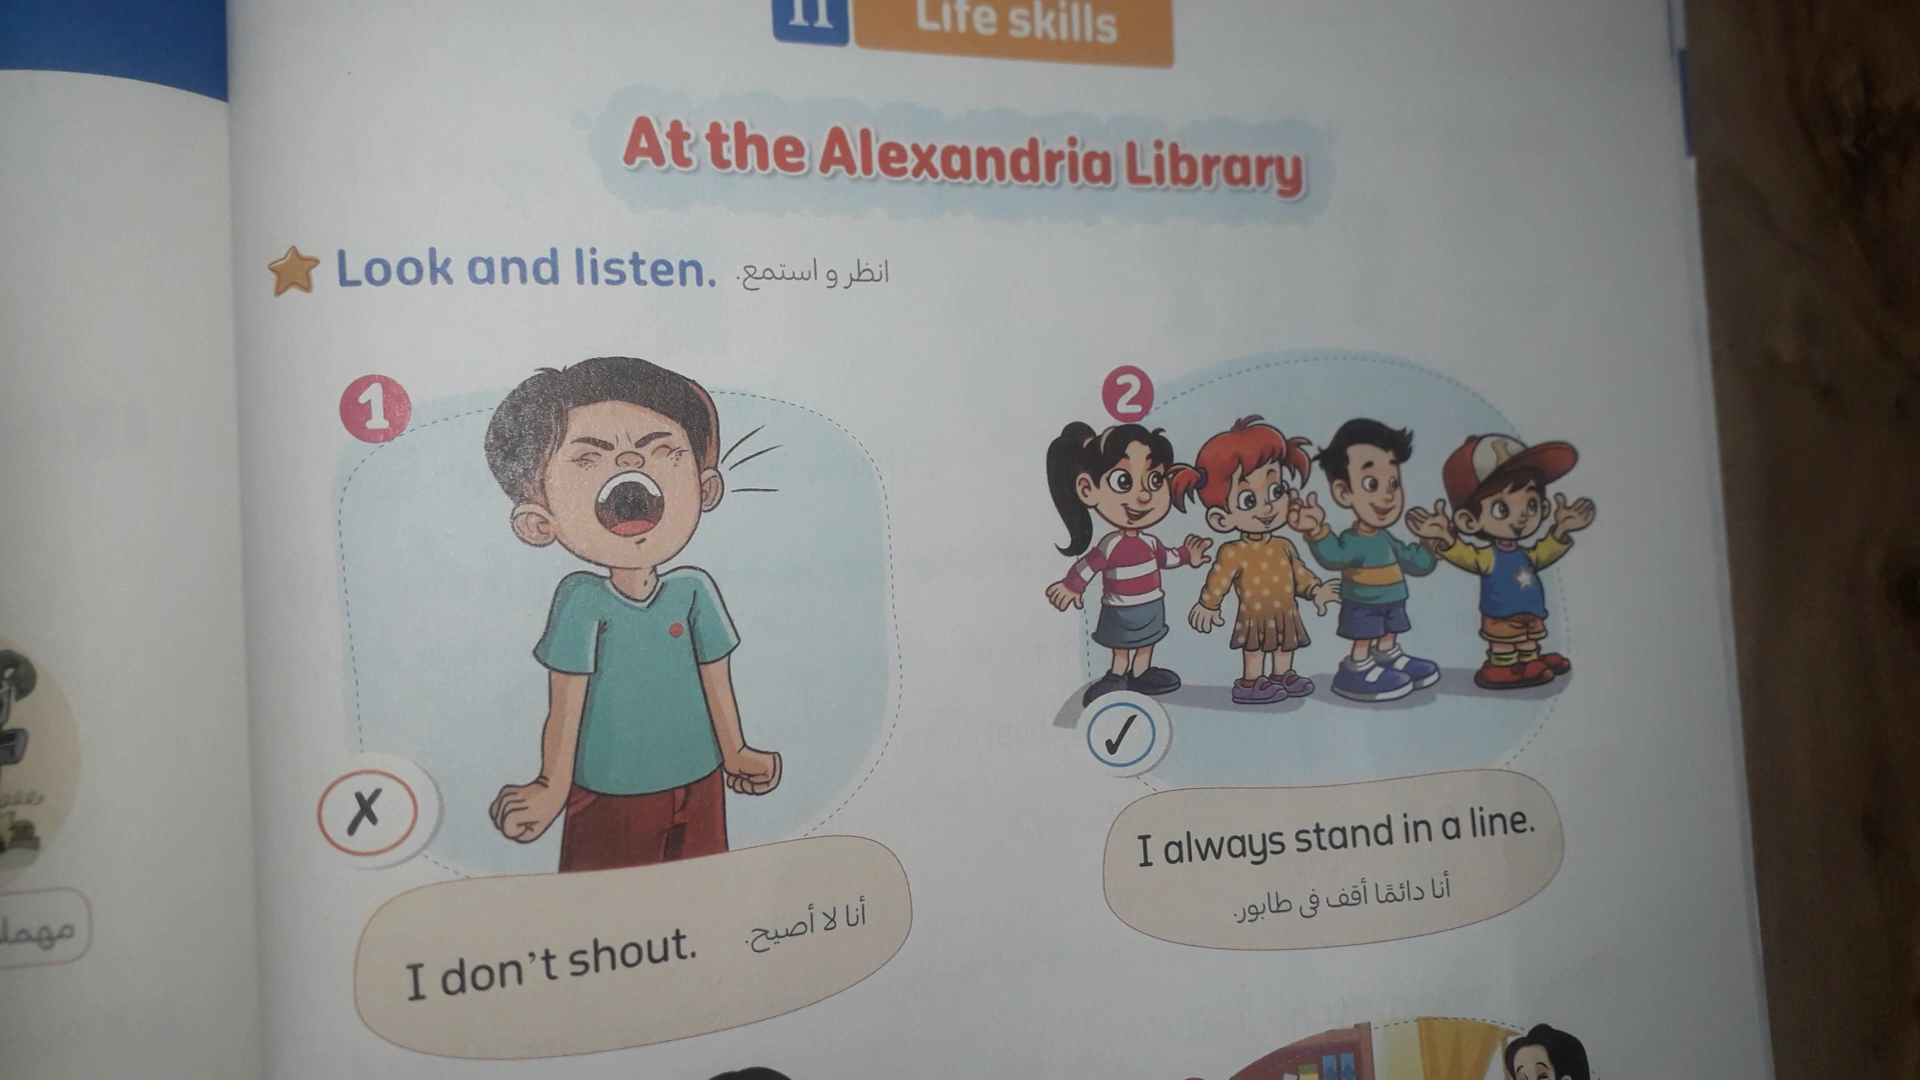 11 Life skills
At the Alexandria Library
Look and listen. انظر و استمع.
1
2
I don't shout. أنا لا أصيح.
I always stand in a line.
أنا دائمًا أقف فى طابور.